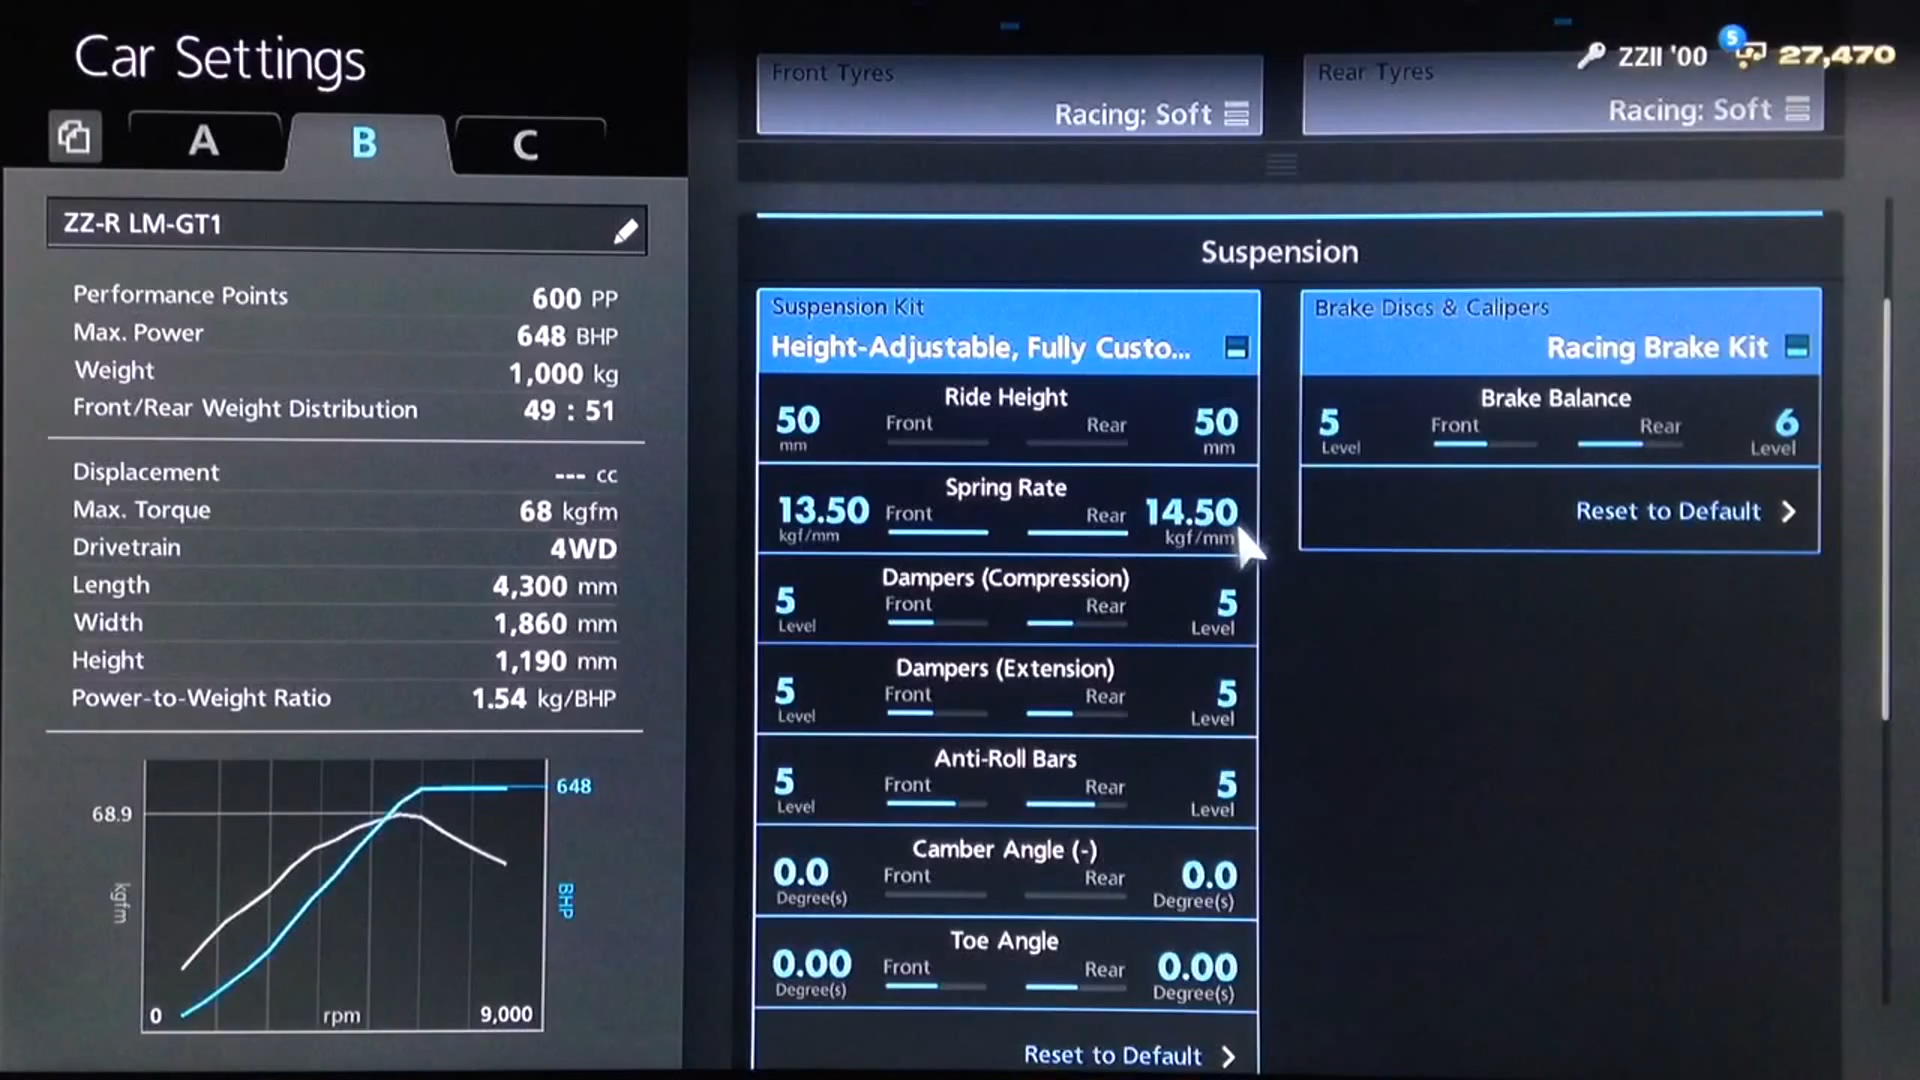 Car Settings
A
B
C
ZZ-R LM-GT1
Performance Points 600 PP
Max. Power 648 BHP
Weight 1,000 kg
Front/Rear Weight Distribution 49 : 51
Displacement --- cc
Max. Torque 68 kgfm
Drivetrain 4WD
Length 4,300 mm
Width 1,860 mm
Height 1,190 mm
Power-to-Weight Ratio 1.54 kg/BHP
648
68.9
kgfm
BHP
0 rpm 9,000
ZZII '00 5 27,470
Front Tyres
Racing: Soft
Rear Tyres
Racing: Soft
Suspension
Suspension Kit
Height-Adjustable, Fully Custo...
Ride Height
50 Front Rear 50
mm mm
Spring Rate
13.50 Front Rear 14.50
kgf/mm kgf/mm
Dampers (Compression)
5 Front Rear 5
Level Level
Dampers (Extension)
5 Front Rear 5
Level Level
Anti-Roll Bars
5 Front Rear 5
Level Level
Camber Angle (-)
0.0 Front Rear 0.0
Degree(s) Degree(s)
Toe Angle
0.00 Front Rear 0.00
Degree(s) Degree(s)
Reset to Default
Brake Discs & Calipers
Racing Brake Kit
Brake Balance
5 Front Rear 6
Level Level
Reset to Default